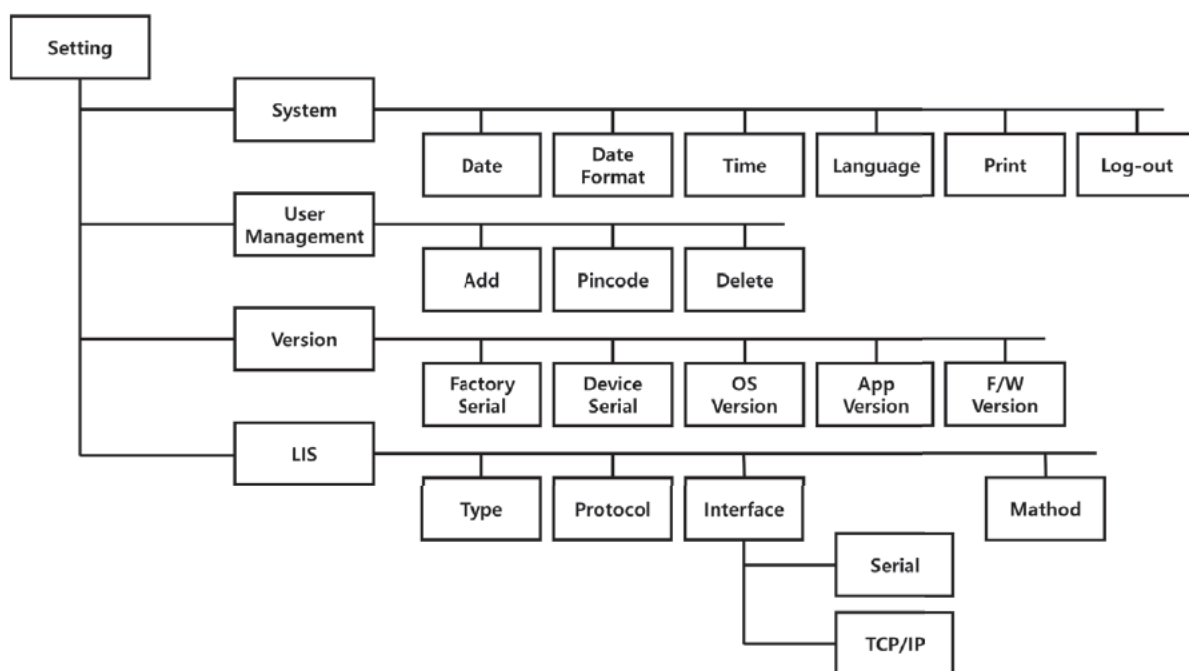 Setting
System
Date
Date
Format
Time
Language
Print
Log-out
User
Management
Add
Pincode
Delete
Version
Factory
Serial
Device
Serial
OS
Version
App
Version
F/W
Version
LIS
Type
Protocol
Interface
Mathod
Serial
TCP/IP